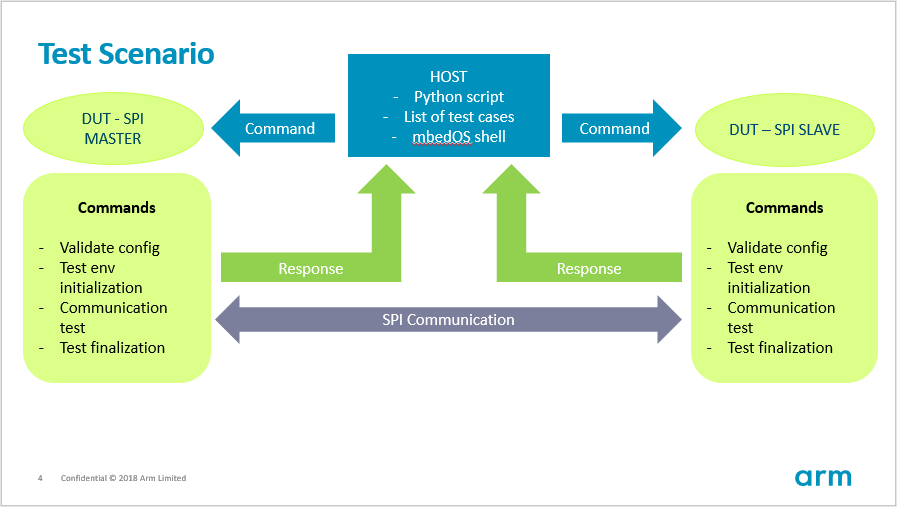 Test Scenario
HOST
- Python script
- List of test cases
- mbedOS shell
DUT - SPI
MASTER
Command
Command
DUT – SPI SLAVE
Commands
- Validate config
- Test env
initialization
- Communication
test
- Test finalization
Response
Response
SPI Communication
Commands
- Validate config
- Test env
initialization
- Communication
test
- Test finalization
4 Confidential © 2018 Arm Limited
arm